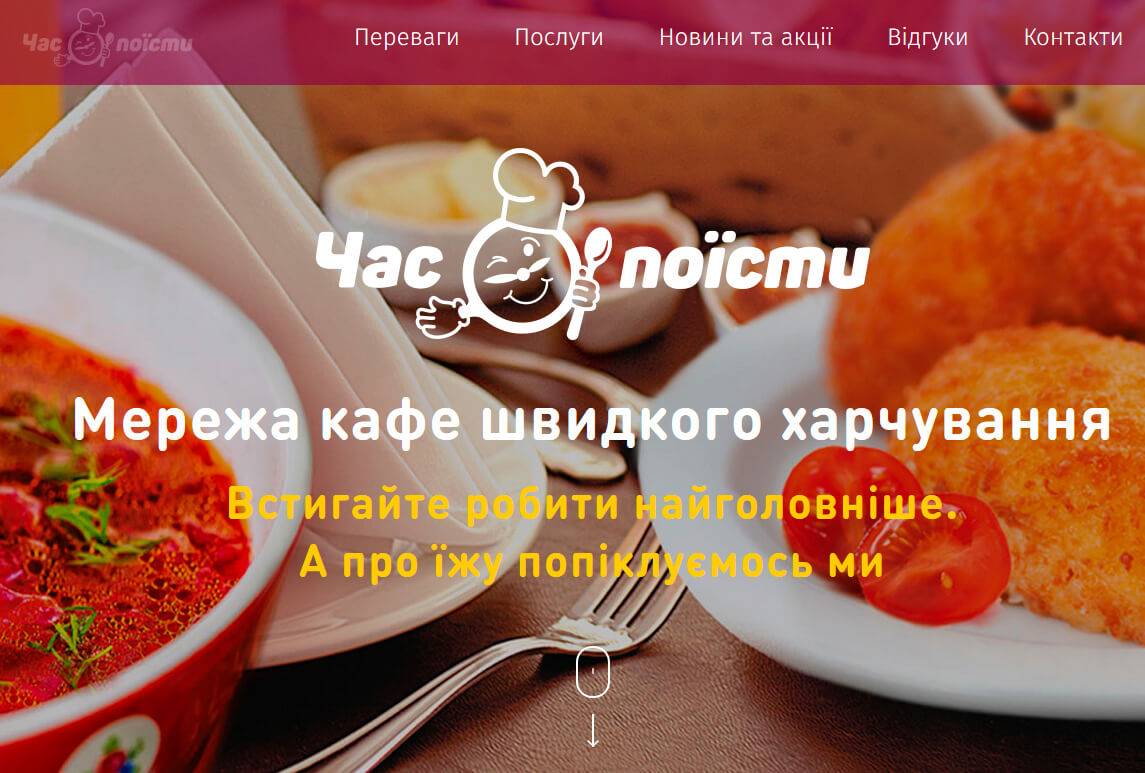 Час поїсти
Переваги Послуги Новини та акції Відгуки Контакти
Час поїсти
Мережа кафе швидкого харчування
Встигайте робити найголовніше.
А про їжу попіклуємось ми